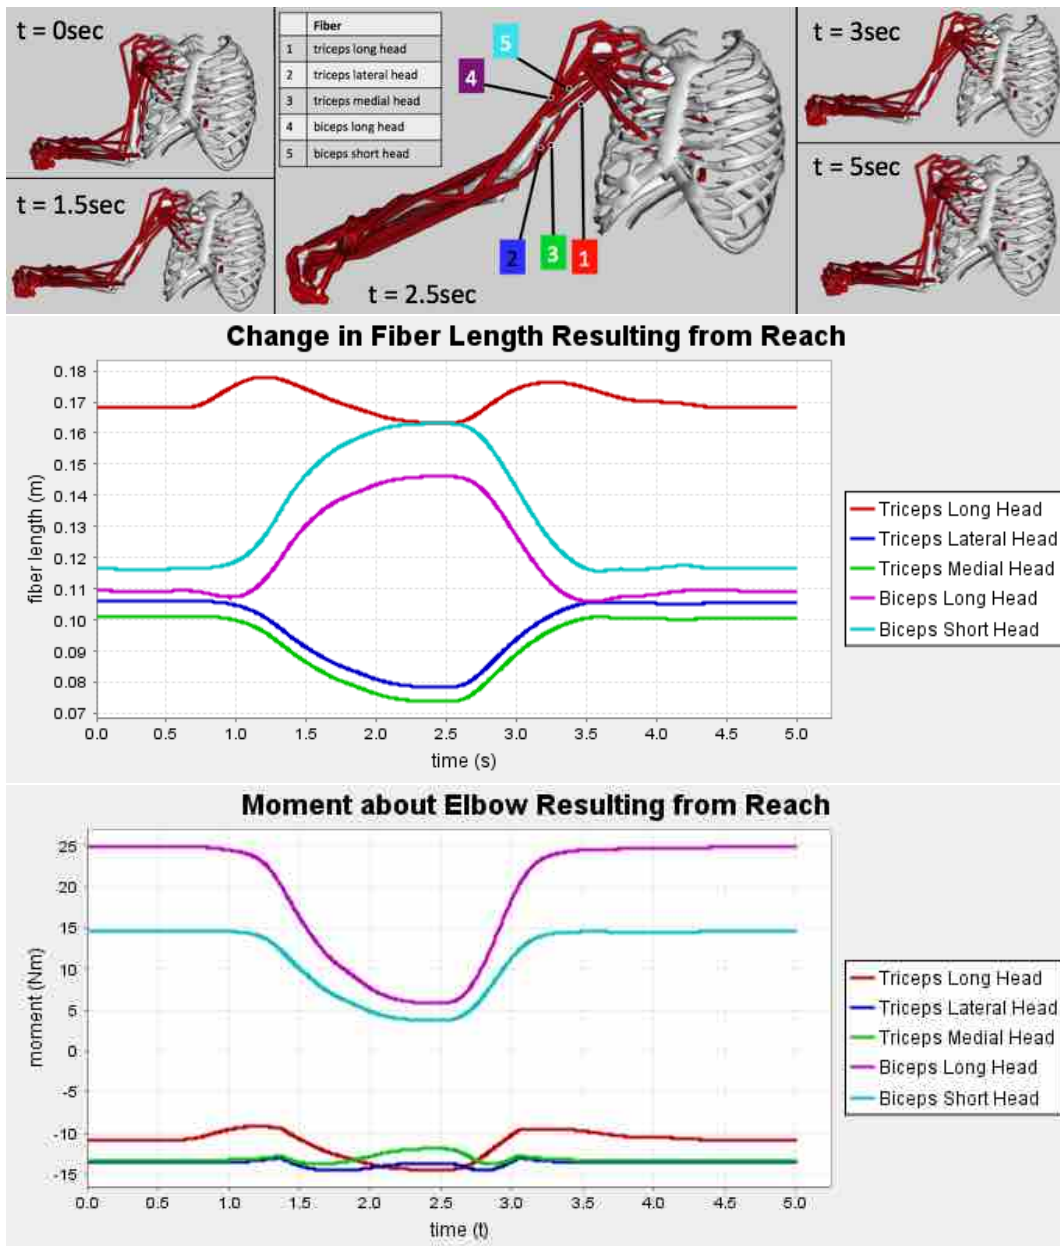 t = 0sec
t = 1.5sec
Fiber
1 triceps long head
2 triceps lateral head
3 triceps medial head
4 biceps long head
5 biceps short head
5
4
2
3
1
t = 2.5sec
t = 3sec
t = 5sec
Change in Fiber Length Resulting from Reach
fiber length (m)
0.18
0.17
0.16
0.15
0.14
0.13
0.12
0.11
0.10
0.09
0.08
0.07
0.0 0.5 1.0 1.5 2.0 2.5 3.0 3.5 4.0 4.5 5.0
time (s)
Triceps Long Head
Triceps Lateral Head
Triceps Medial Head
Biceps Long Head
Biceps Short Head
Moment about Elbow Resulting from Reach
moment (Nm)
25
20
15
10
5
0
-5
-10
-15
0.0 0.5 1.0 1.5 2.0 2.5 3.0 3.5 4.0 4.5 5.0
time (t)
Triceps Long Head
Triceps Lateral Head
Triceps Medial Head
Biceps Long Head
Biceps Short Head